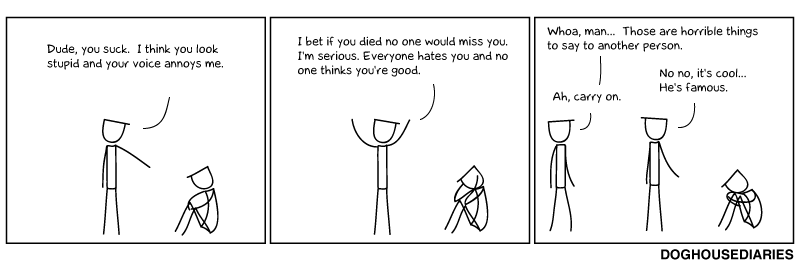 Dude, you suck. I think you look
stupid and your voice annoys me.
I bet if you died no one would miss you.
I'm serious. Everyone hates you and no
one thinks you're good.
Whoa, man... Those are horrible things
to say to another person.
No no, it's cool...
He's famous.
Ah, carry on.
DOGHOUSEDIARIES